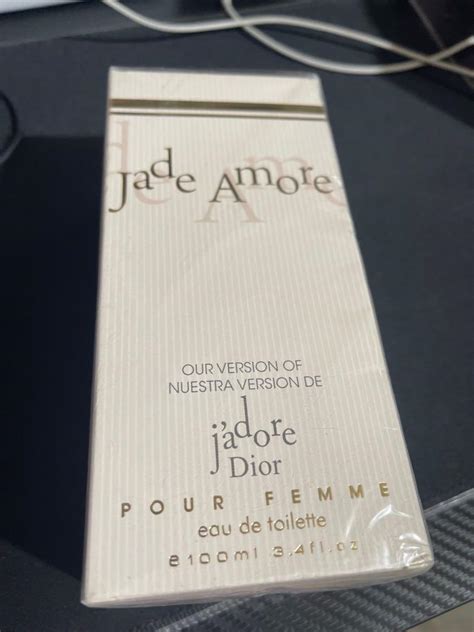 Jade Amore
OUR VERSION OF
NUESTRA VERSION DE
j'adore
Dior
POUR FEMME
eau de toilette
e100ml 3.4fl.oz